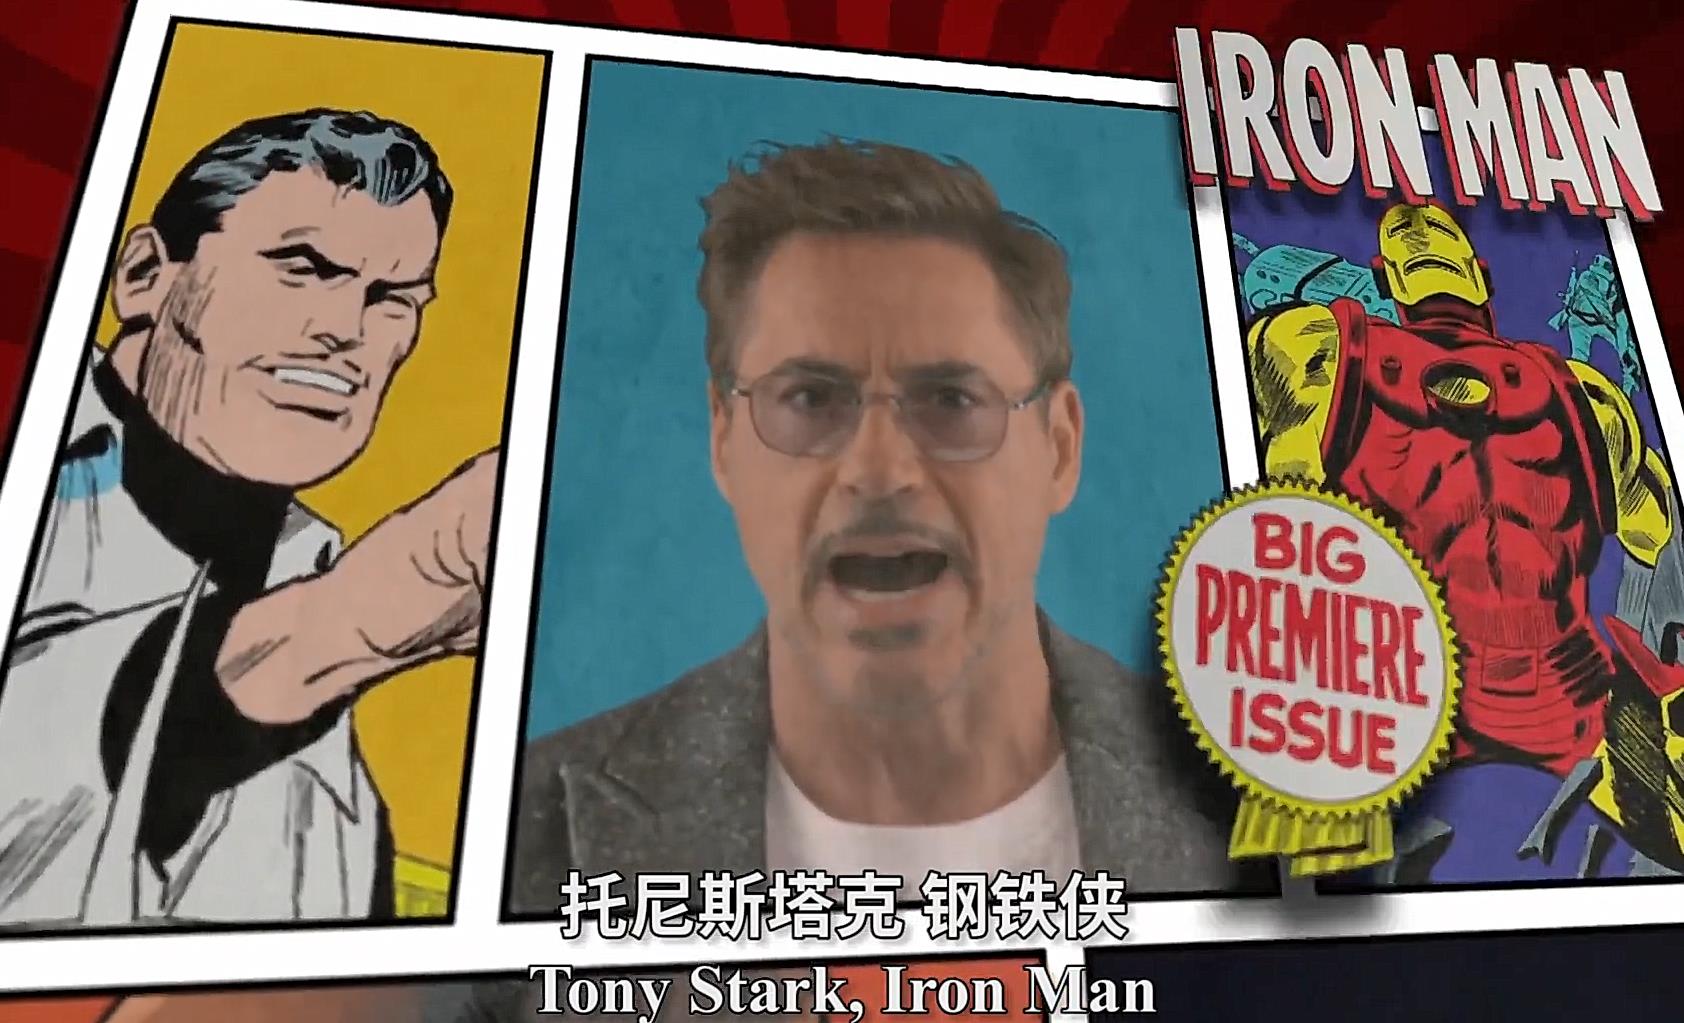 IRON MAN
BIG
PREMIERE
ISSUE
托尼斯塔克 钢铁侠
Tony Stark, Iron Man